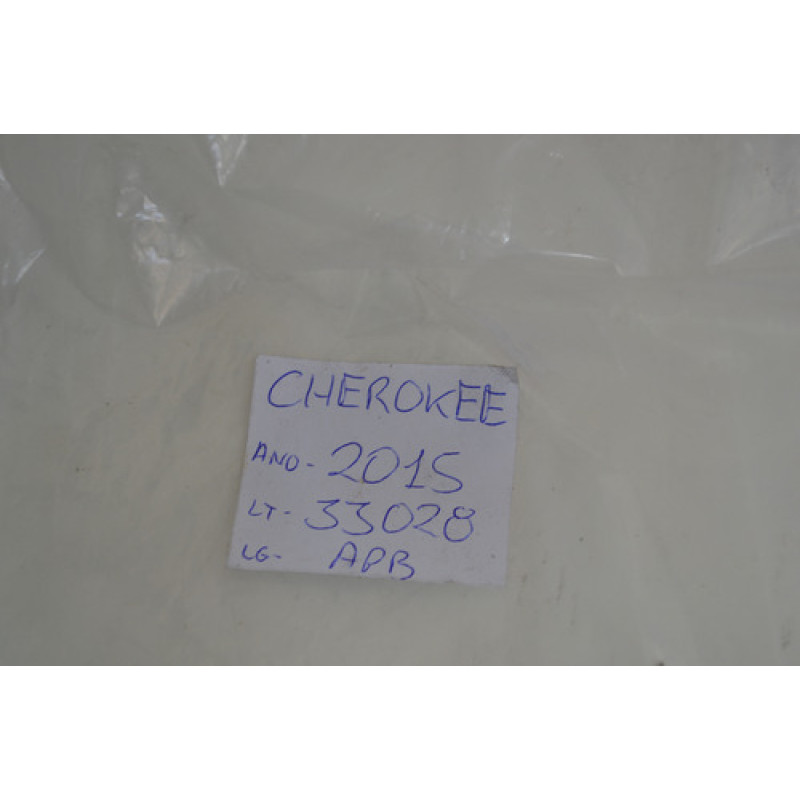 CHEROKEE
ANO - 2015
LT - 33028
LG - APB